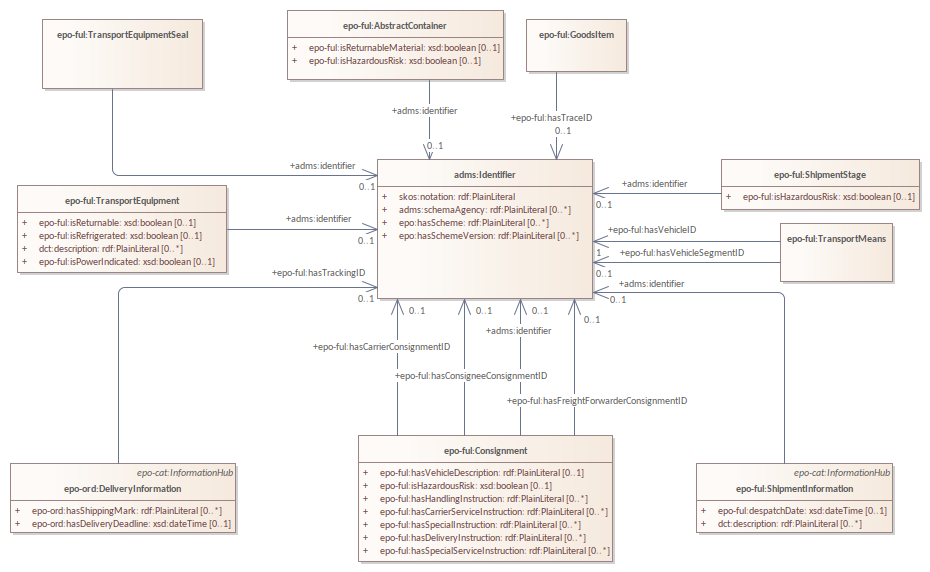 epo-ful:TransportEquipmentSeal
epo-ful:AbstractContainer
+ epo-ful:isReturnableMaterial: xsd:boolean [0..1]
+ epo-ful:isHazardousRisk: xsd:boolean [0..1]
epo-ful:GoodsItem
+adms:identifier
0..1
+epo-ful:hasTraceID
0..1
+adms:identifier
0..1
adms:Identifier
+ skos:notation: rdf:PlainLiteral
+ adms:schemaAgency: rdf:PlainLiteral [0..*]
+ epo:hasScheme: rdf:PlainLiteral [0..*]
+ epo:hasSchemeVersion: rdf:PlainLiteral [0..*]
+adms:identifier
0..1
epo-ful:ShipmentStage
+ epo-ful:isHazardousRisk: xsd:boolean [0..1]
epo-ful:TransportEquipment
+ epo-ful:isReturnable: xsd:boolean [0..1]
+ epo-ful:isRefrigerated: xsd:boolean [0..1]
+ dct:description: rdf:PlainLiteral [0..*]
+ epo-ful:isPowerIndicated: xsd:boolean [0..1]
+adms:identifier
0..1
+epo-ful:hasVehicleID
1
+epo-ful:hasVehicleSegmentID
0..1
epo-ful:TransportMeans
+epo-ful:hasTrackingID
0..1
+adms:identifier
0..1
0..1
0..1
0..1
0..1
+adms:identifier
+epo-ful:hasCarrierConsignmentID
+epo-ful:hasConsigneeConsignmentID
+epo-ful:hasFreightForwarderConsignmentID
epo-cat:InformationHub
epo-ord:DeliveryInformation
+ epo-ord:hasShippingMark: rdf:PlainLiteral [0..*]
+ epo-ord:hasDeliveryDeadline: xsd:dateTime [0..1]
epo-ful:Consignment
+ epo-ful:hasVehicleDescription: rdf:PlainLiteral [0..1]
+ epo-ful:isHazardousRisk: xsd:boolean [0..1]
+ epo-ful:hasHandlingInstruction: rdf:PlainLiteral [0..*]
+ epo-ful:hasCarrierServiceInstruction: rdf:PlainLiteral [0..*]
+ epo-ful:hasSpecialInstruction: rdf:PlainLiteral [0..*]
+ epo-ful:hasDeliveryInstruction: rdf:PlainLiteral [0..*]
+ epo-ful:hasSpecialServiceInstruction: rdf:PlainLiteral [0..*]
epo-cat:InformationHub
epo-ful:ShipmentInformation
+ epo-ful:despatchDate: xsd:dateTime [0..1]
+ dct:description: rdf:PlainLiteral [0..*]